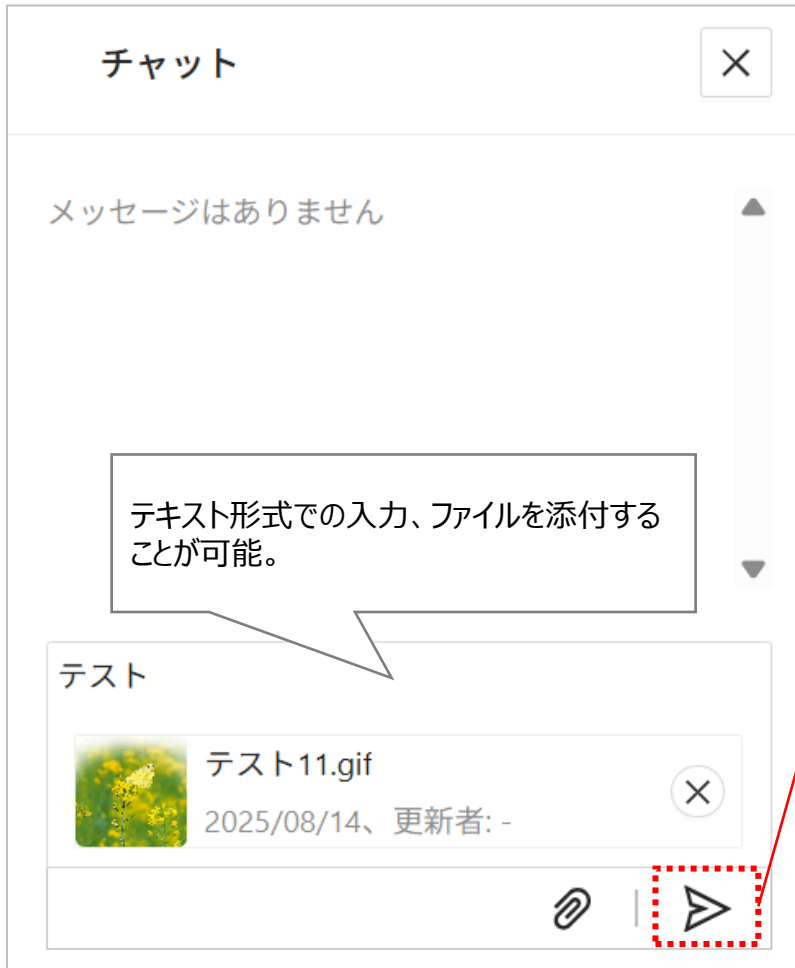 チャット
メッセージはありません
テキスト形式での入力、ファイルを添付する
ことが可能。
テスト
テスト11.gif
2025/08/14、更新者: -